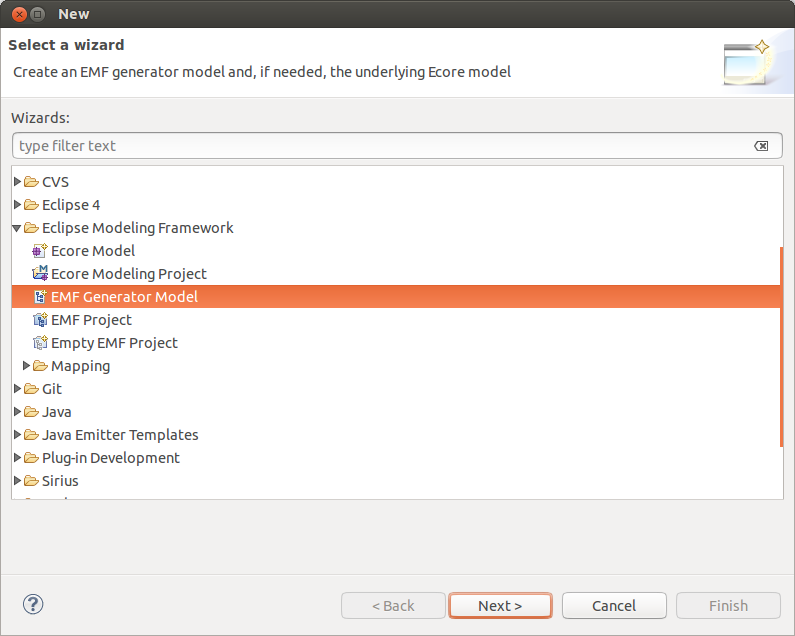 New
Select a wizard
Create an EMF generator model and, if needed, the underlying Ecore model
Wizards:
type filter text
CVS
Eclipse 4
Eclipse Modeling Framework
Ecore Model
Ecore Modeling Project
EMF Generator Model
EMF Project
Empty EMF Project
Mapping
Git
Java
Java Emitter Templates
Plug-in Development
Sirius
< Back
Next >
Cancel
Finish